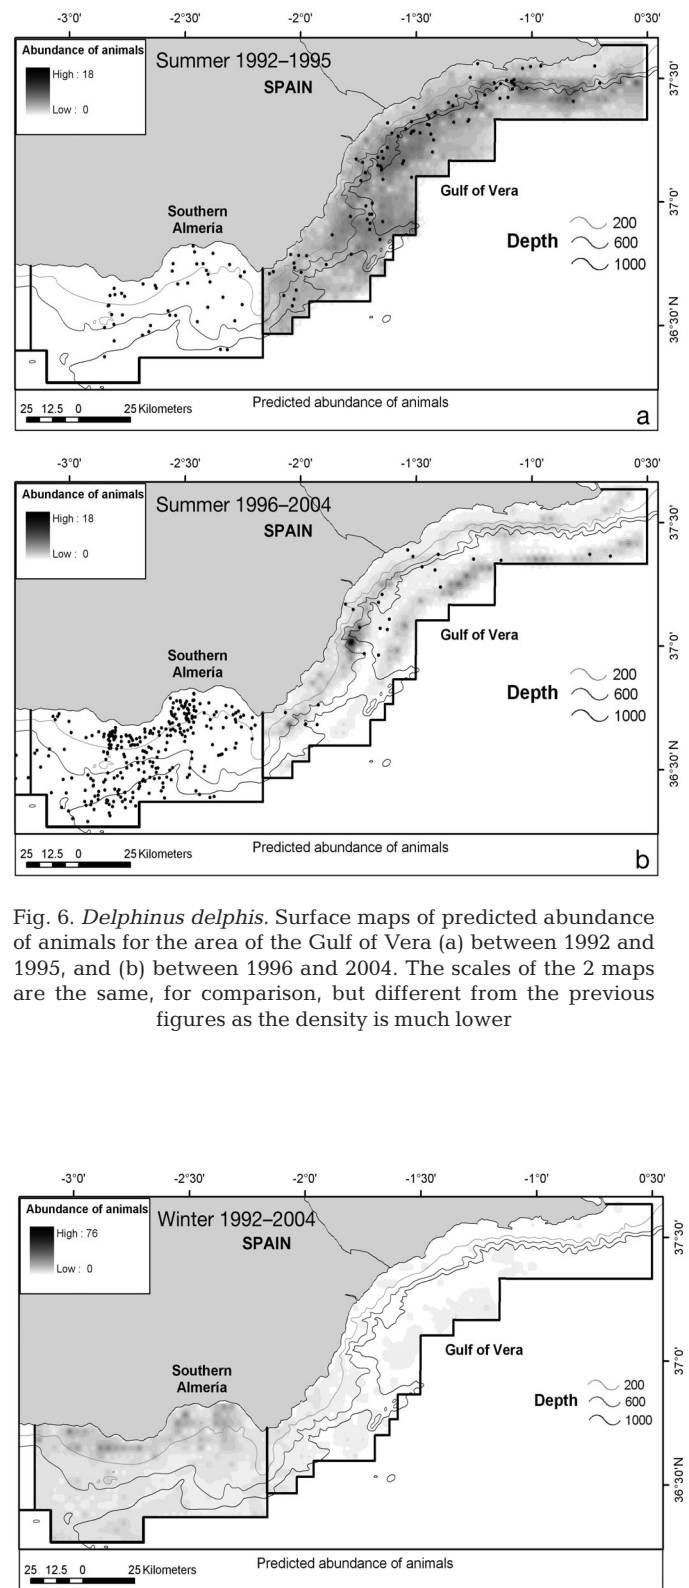 -3°0' -2°30' -2°0' -1°30' -1°0' 0°30'
Abundance of animals
High : 18
Low : 0
Summer 1992–1995
SPAIN
37°30'
Gulf of Vera
37°0'
Southern
Almería
Depth
200
600
1000
36°30'N
Predicted abundance of animals
25 12.5 0 25 Kilometers
a
-3°0' -2°30' -2°0' -1°30' -1°0' 0°30'
Abundance of animals
High : 18
Low : 0
Summer 1996–2004
SPAIN
37°30'
Gulf of Vera
37°0'
Southern
Almería
Depth
200
600
1000
36°30'N
Predicted abundance of animals
25 12.5 0 25 Kilometers
b
Fig. 6. Delphinus delphis. Surface maps of predicted abundance
of animals for the area of the Gulf of Vera (a) between 1992 and
1995, and (b) between 1996 and 2004. The scales of the 2 maps
are the same, for comparison, but different from the previous
figures as the density is much lower
-3°0' -2°30' -2°0' -1°30' -1°0' 0°30'
Abundance of animals
High : 76
Low : 0
Winter 1992–2004
SPAIN
37°30'
Gulf of Vera
37°0'
Southern
Almería
Depth
200
600
1000
36°30'N
Predicted abundance of animals
25 12.5 0 25 Kilometers